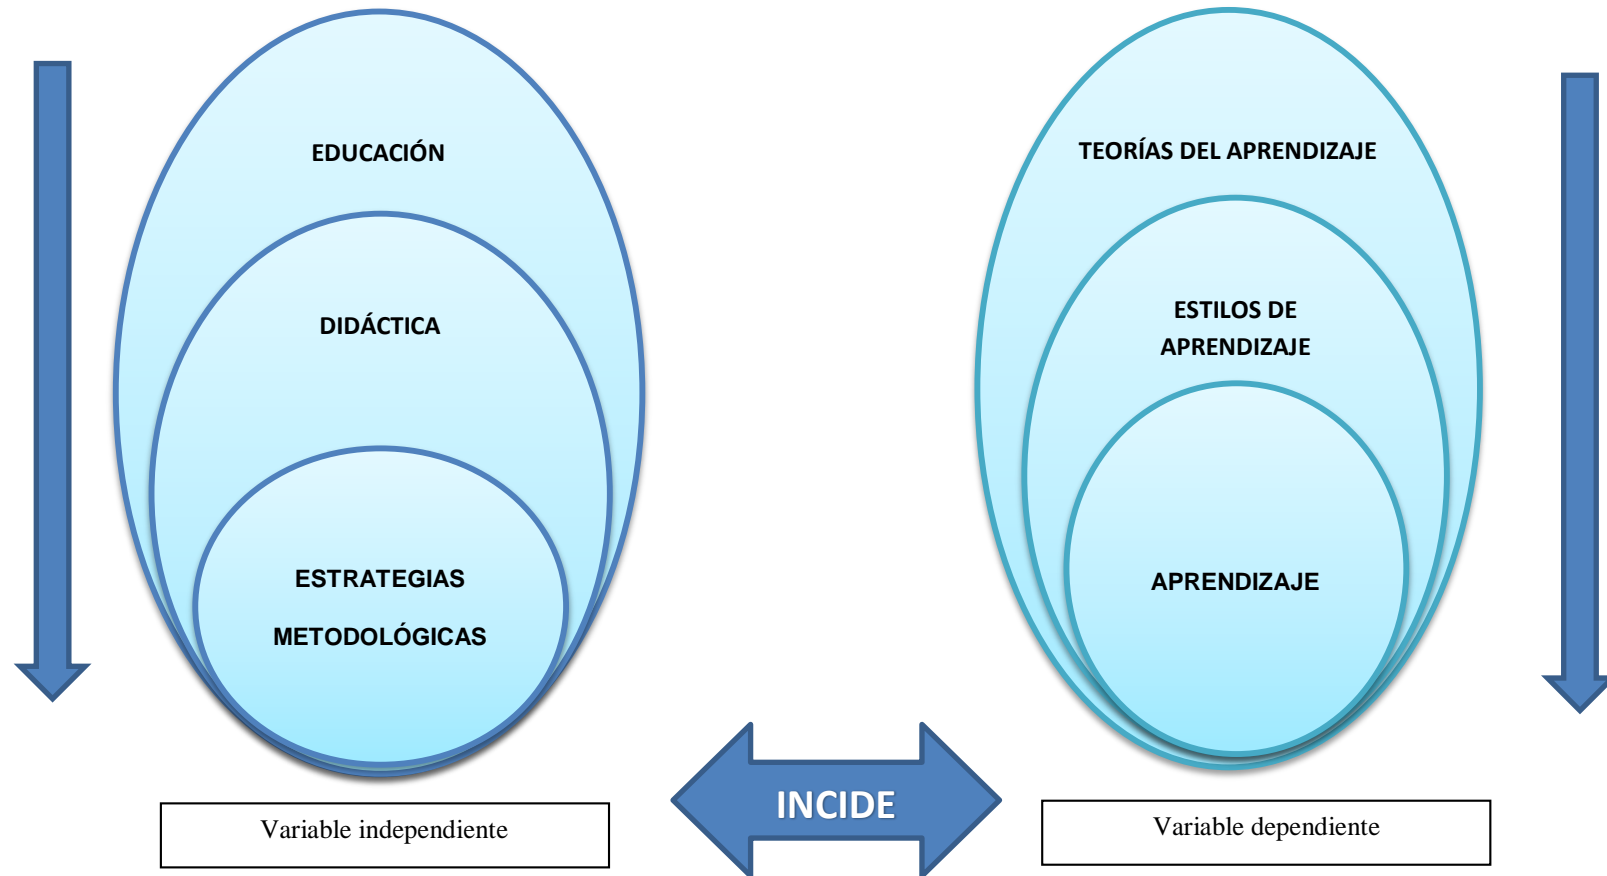 EDUCACIÓN
DIDÁCTICA
ESTRATEGIAS
METODOLÓGICAS
Variable independiente
INCIDE
TEORÍAS DEL APRENDIZAJE
ESTILOS DE
APRENDIZAJE
APRENDIZAJE
Variable dependiente